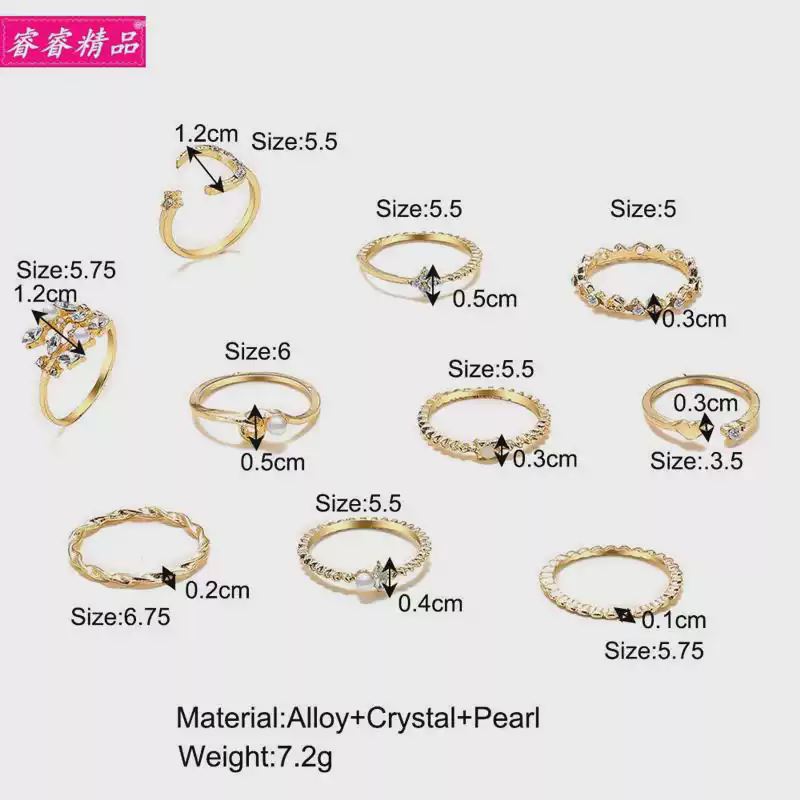 睿睿精品
1.2cm
Size:5.5
Size:5.5
Size:5
Size:5.75
1.2cm
0.5cm
0.3cm
Size:6
Size:5.5
0.3cm
0.5cm
0.3cm
Size:.3.5
Size:5.5
0.2cm
0.4cm
Size:6.75
0.1cm
Size:5.75
Material:Alloy+Crystal+Pearl
Weight:7.2g